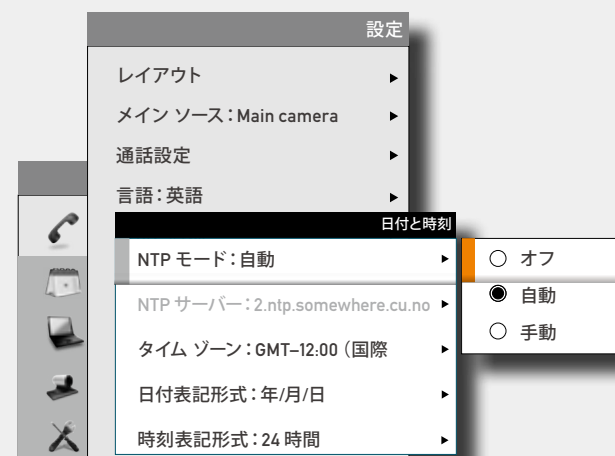 設定
レイアウト
メイン ソース：Main camera
通話設定
言語：英語
日付と時刻
NTP モード：自動
NTP サーバー：2.ntp.somewhere.cu.no
タイム ゾーン：GMT–12:00 （国際
日付表記形式：年/月/日
時刻表記形式：24 時間
オフ
自動
手動